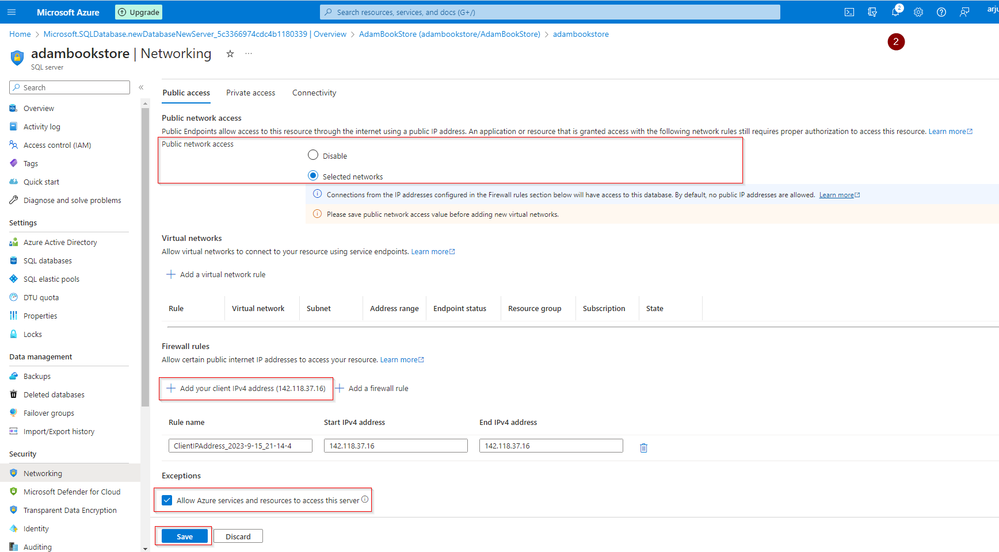 Microsoft Azure
Upgrade
Search resources, services, and docs (G+/)
2
arju
Home > Microsoft.SQLDatabase.newDatabaseNewServer_5c3366974cdc4b1180339 | Overview > AdamBookStore (adambookstore/AdamBookStore) > adambookstore
2
adambookstore | Networking
SQL server
Search
Overview
Activity log
Access control (IAM)
Tags
Quick start
Diagnose and solve problems
Settings
Azure Active Directory
SQL databases
SQL elastic pools
DTU quota
Properties
Locks
Data management
Backups
Deleted databases
Failover groups
Import/Export history
Security
Networking
Microsoft Defender for Cloud
Transparent Data Encryption
Identity
Auditing
Public access Private access Connectivity
Public network access
Public Endpoints allow access to this resource through the internet using a public IP address. An application or resource that is granted access with the following network rules still requires proper authorization to access this resource. Learn more
Public network access
Disable
Selected networks
Connections from the IP addresses configured in the Firewall rules section below will have access to this database. By default, no public IP addresses are allowed. Learn more
Please save public network access value before adding new virtual networks.
Virtual networks
Allow virtual networks to connect to your resource using service endpoints. Learn more
Add a virtual network rule
Rule Virtual network Subnet Address range Endpoint status Resource group Subscription State
Firewall rules
Allow certain public internet IP addresses to access your resource. Learn more
Add your client IPv4 address (142.118.37.16) Add a firewall rule
Rule name Start IPv4 address End IPv4 address
ClientIPAddress_2023-9-15_21-14-4 142.118.37.16 142.118.37.16
Exceptions
Allow Azure services and resources to access this server
Save Discard